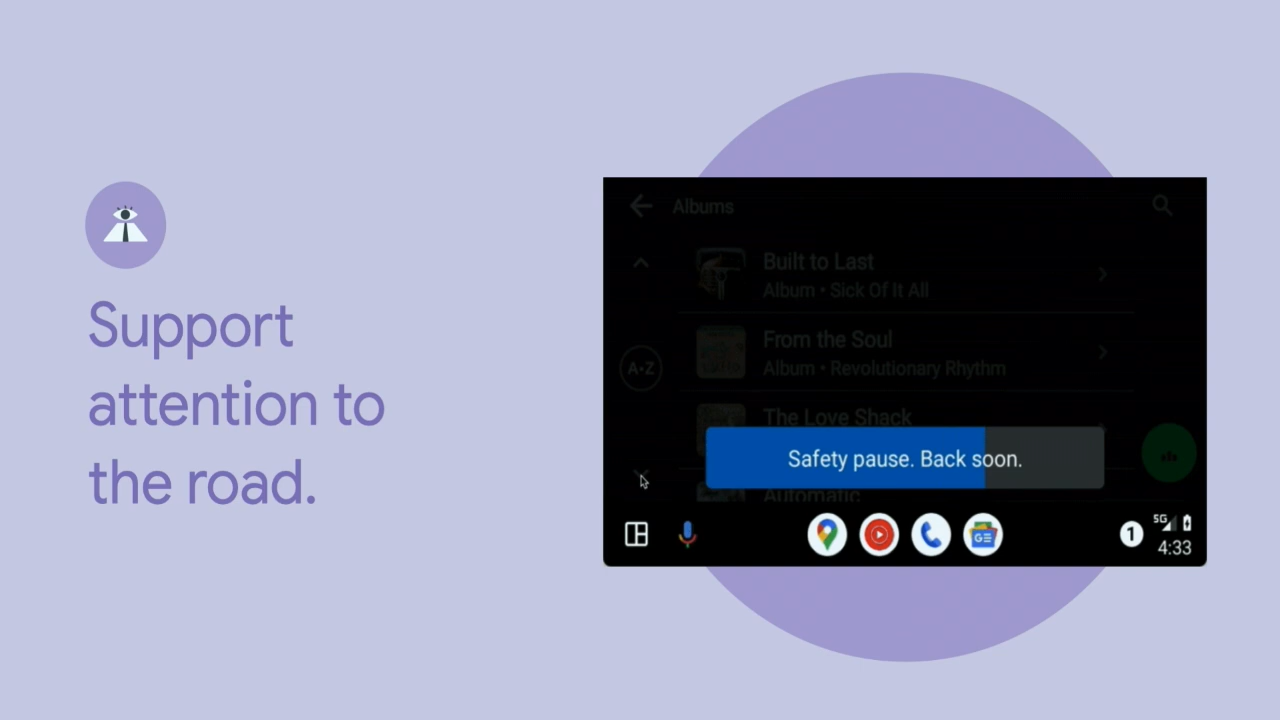 Support
attention to
the road.
Albums
Built to Last
Album • Sick Of It All
From the Soul
Album • Revolutionary Rhythm
A-Z
The Love Shack
Safety pause. Back soon.
Automatic
GE
1
5G
4:33